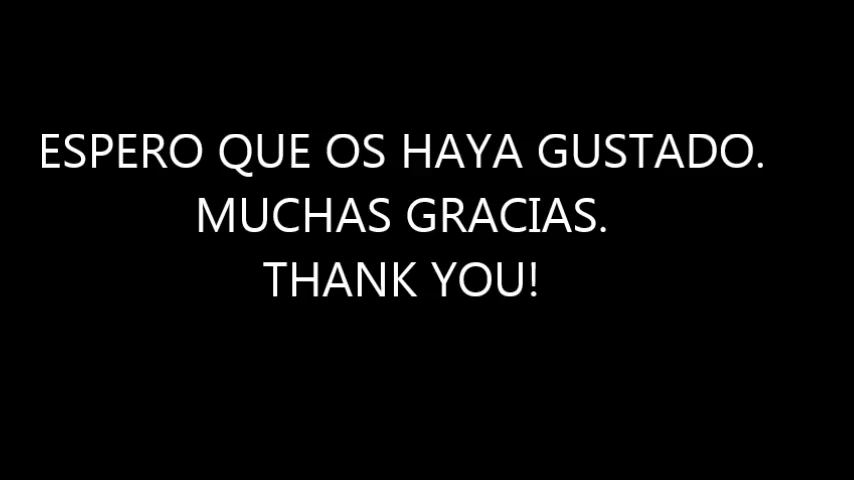 ESPERO QUE OS HAYA GUSTADO.
MUCHAS GRACIAS.
THANK YOU!